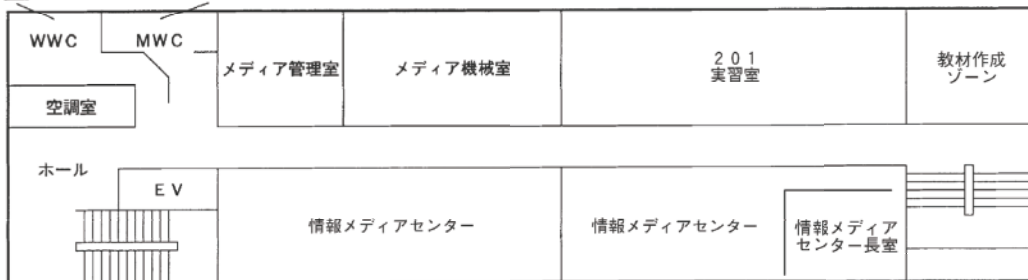 WWC
MWC
メディア管理室
メディア機械室
201
実習室
教材作成
ゾーン
空調室
ホール
EV
情報メディアセンター
情報メディアセンター
情報メディア
センター長室